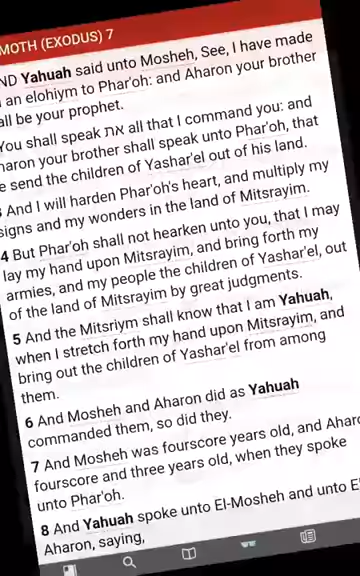 MOTH (EXODUS) 7
ND Yahuah said unto Mosheh, See, I have made
an elohiym to Phar'oh: and Aharon your brother
all be your prophet.
You shall speak את all that I command you: and
haron your brother shall speak unto Phar'oh, that
e send the children of Yashar'el out of his land.
3 And I will harden Phar'oh's heart, and multiply my
signs and my wonders in the land of Mitsrayim.
4 But Phar'oh shall not hearken unto you, that I may
lay my hand upon Mitsrayim, and bring forth my
armies, and my people the children of Yashar'el, out
of the land of Mitsrayim by great judgments.
5 And the Mitsriym shall know that I am Yahuah,
when I stretch forth my hand upon Mitsrayim, and
bring out the children of Yashar'el from among
them.
6 And Mosheh and Aharon did as Yahuah
commanded them, so did they.
7 And Mosheh was fourscore years old, and Aharo
fourscore and three years old, when they spoke
unto Phar'oh.
8 And Yahuah spoke unto El-Mosheh and unto E
Aharon, saying,